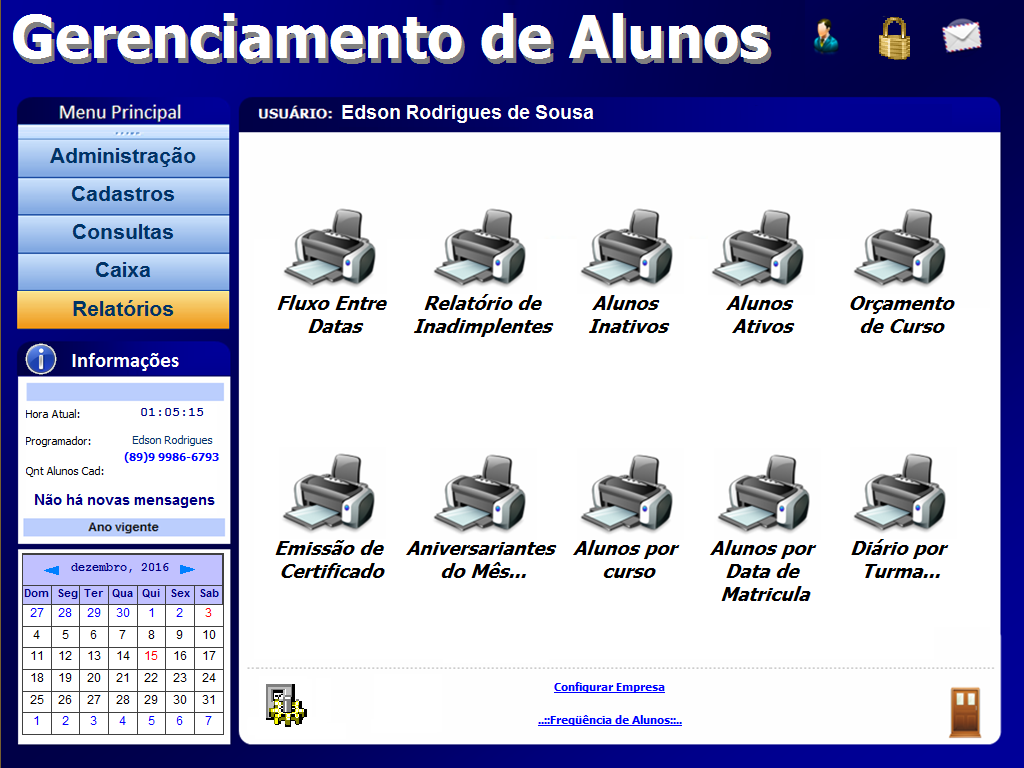 Gerenciamento de Alunos
Menu Principal
Administração
Cadastros
Consultas
Caixa
Relatórios
Informações
Hora Atual: 01:05:15
Programador: Edson Rodrigues
(89)9 9986-6793
Qnt Alunos Cad:
Não há novas mensagens
Ano vigente
dezembro, 2016
Dom Seg Ter Qua Qui Sex Sab
27 28 29 30 1 2 3
4 5 6 7 8 9 10
11 12 13 14 15 16 17
18 19 20 21 22 23 24
25 26 27 28 29 30 31
1 2 3 4 5 6 7
USUÁRIO: Edson Rodrigues de Sousa
Fluxo Entre
Datas
Relatório de
Inadimplentes
Alunos
Inativos
Alunos
Ativos
Orçamento
de Curso
Emissão de
Certificado
Aniversariantes
do Mês...
Alunos por
curso
Alunos por
Data de
Matricula
Diário por
Turma...
Configurar Empresa
..::Freqüência de Alunos::..